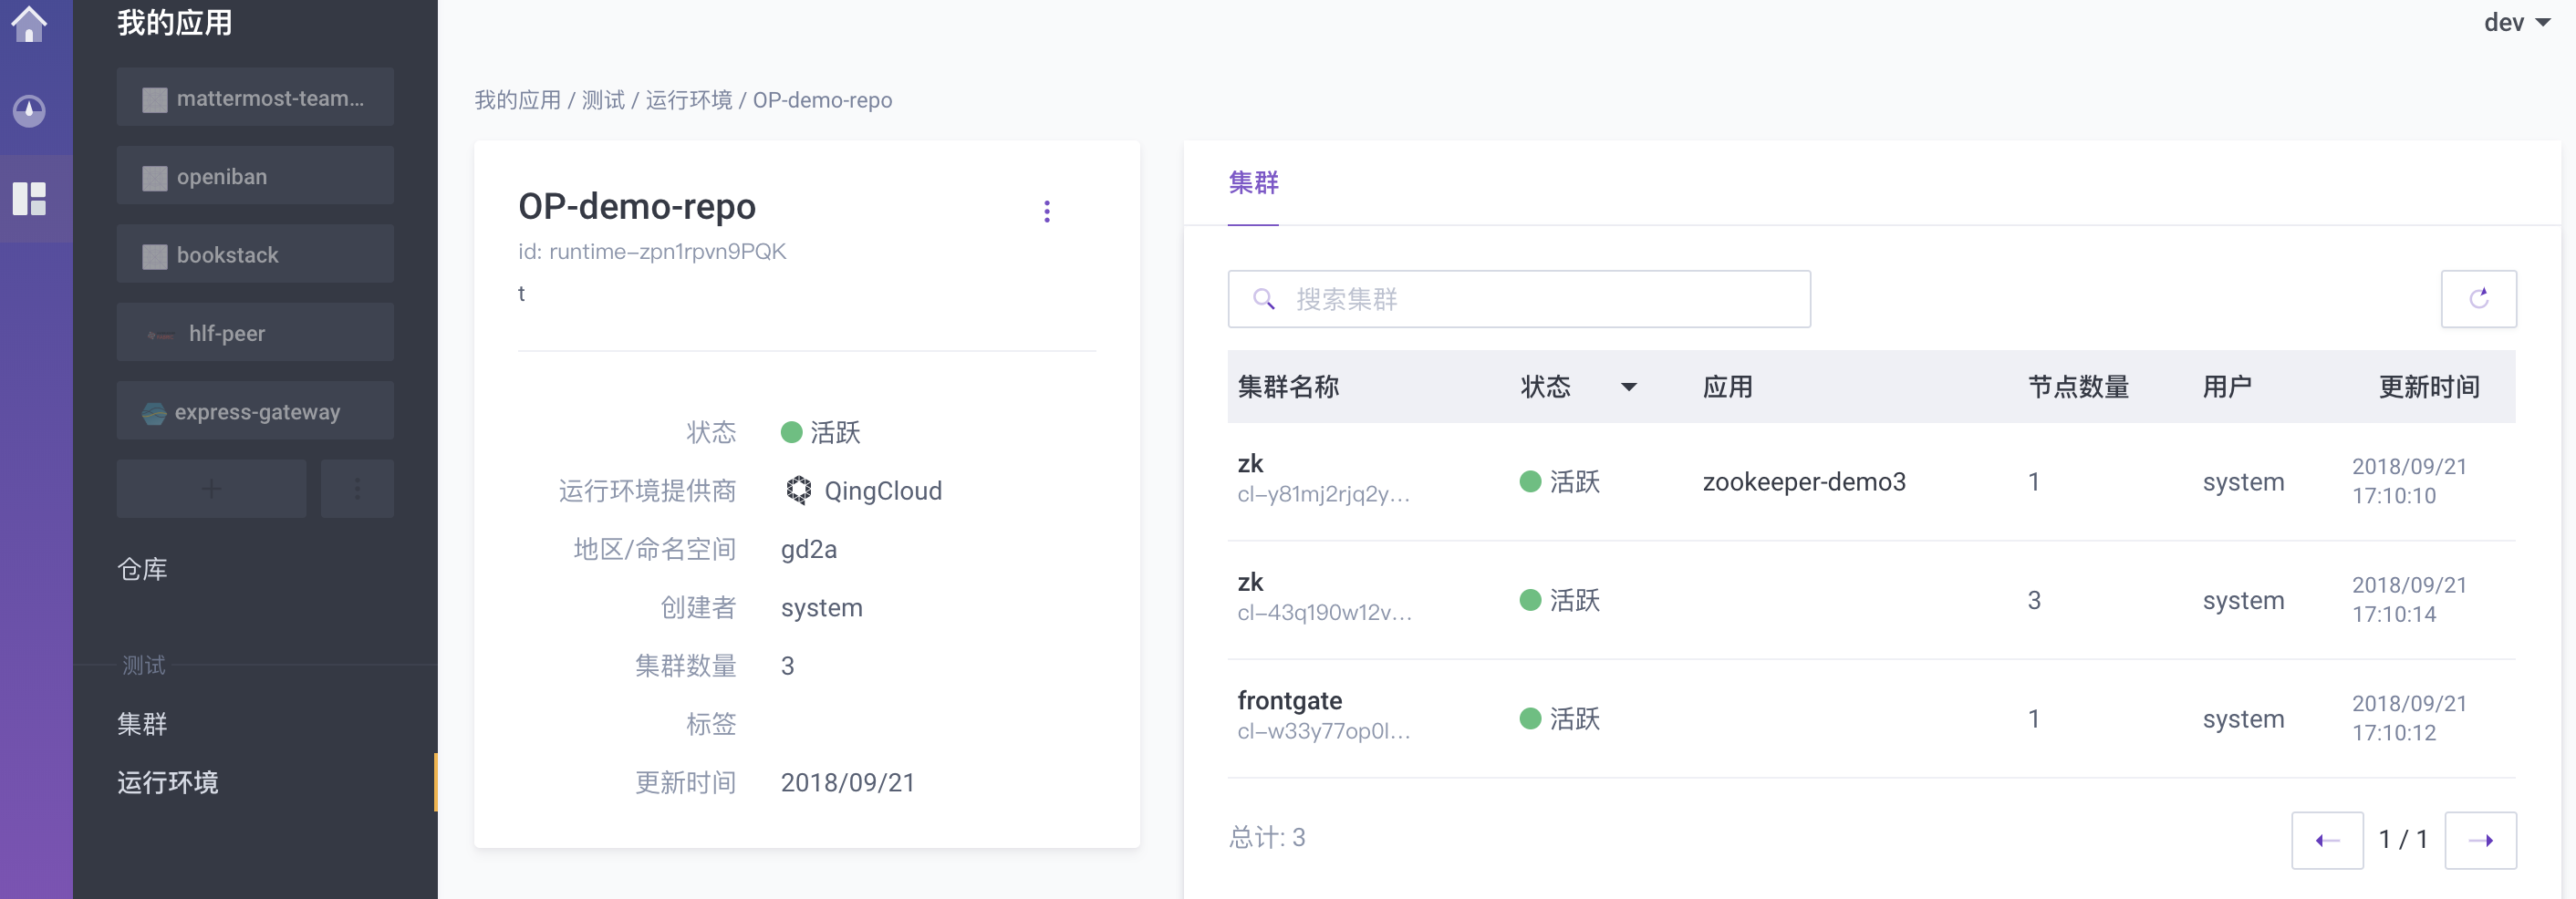 我的应用
mattermost-team...
openiban
bookstack
hlf-peer
express-gateway
仓库
测试
集群
运行环境
dev
我的应用 / 测试 / 运行环境 / OP-demo-repo
OP-demo-repo
id: runtime-zpn1rpvn9PQK
t
状态 活跃
运行环境提供商 QingCloud
地区/命名空间 gd2a
创建者 system
集群数量 3
标签
更新时间 2018/09/21
集群
搜索集群
集群名称 状态 应用 节点数量 用户 更新时间
zk
cl-y81mj2rjq2y...
活跃 zookeeper-demo3 1 system
2018/09/21
17:10:10
zk
cl-43q190w12v...
活跃 3 system
2018/09/21
17:10:14
frontgate
cl-w33y77op0l...
活跃 1 system
2018/09/21
17:10:12
总计: 3
1 / 1